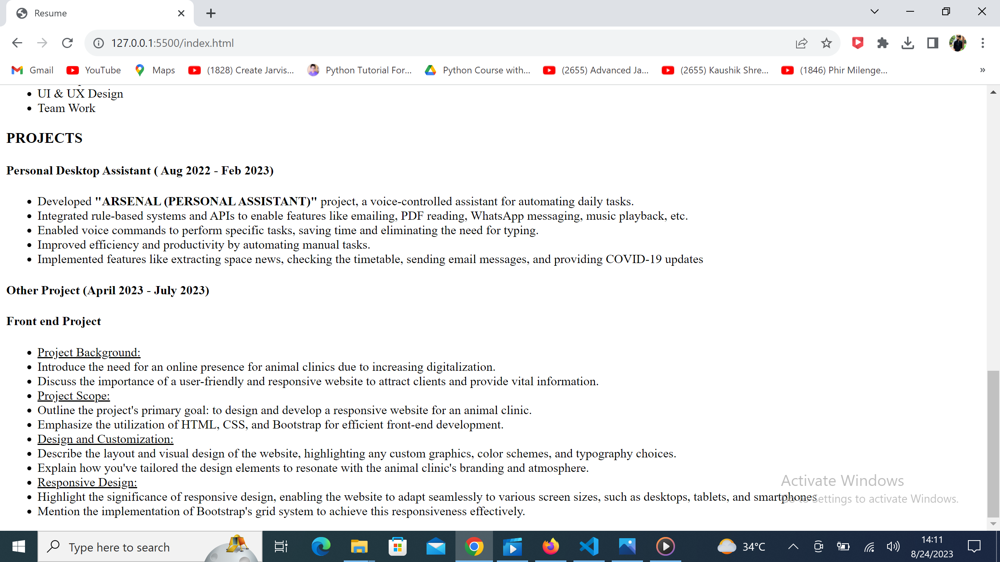 Resume
127.0.0.1:5500/index.html
Gmail YouTube Maps (1828) Create Jarvis... Python Tutorial For... Python Course with... (2655) Advanced Ja... (2655) Kaushik Shre... (1846) Phir Milenge... »
• UI & UX Design
• Team Work
PROJECTS
Personal Desktop Assistant ( Aug 2022 - Feb 2023)
• Developed "ARSENAL (PERSONAL ASSISTANT)" project, a voice-controlled assistant for automating daily tasks.
• Integrated rule-based systems and APIs to enable features like emailing, PDF reading, WhatsApp messaging, music playback, etc.
• Enabled voice commands to perform specific tasks, saving time and eliminating the need for typing.
• Improved efficiency and productivity by automating manual tasks.
• Implemented features like extracting space news, checking the timetable, sending email messages, and providing COVID-19 updates
Other Project (April 2023 - July 2023)
Front end Project
• Project Background:
• Introduce the need for an online presence for animal clinics due to increasing digitalization.
• Discuss the importance of a user-friendly and responsive website to attract clients and provide vital information.
• Project Scope:
• Outline the project's primary goal: to design and develop a responsive website for an animal clinic.
• Emphasize the utilization of HTML, CSS, and Bootstrap for efficient front-end development.
• Design and Customization:
• Describe the layout and visual design of the website, highlighting any custom graphics, color schemes, and typography choices.
• Explain how you've tailored the design elements to resonate with the animal clinic's branding and atmosphere.
• Responsive Design:
• Highlight the significance of responsive design, enabling the website to adapt seamlessly to various screen sizes, such as desktops, tablets, and smartphones
• Mention the implementation of Bootstrap's grid system to achieve this responsiveness effectively.
Activate Windows
Go to Settings to activate Windows.
Type here to search
34°C
14:11
8/24/2023